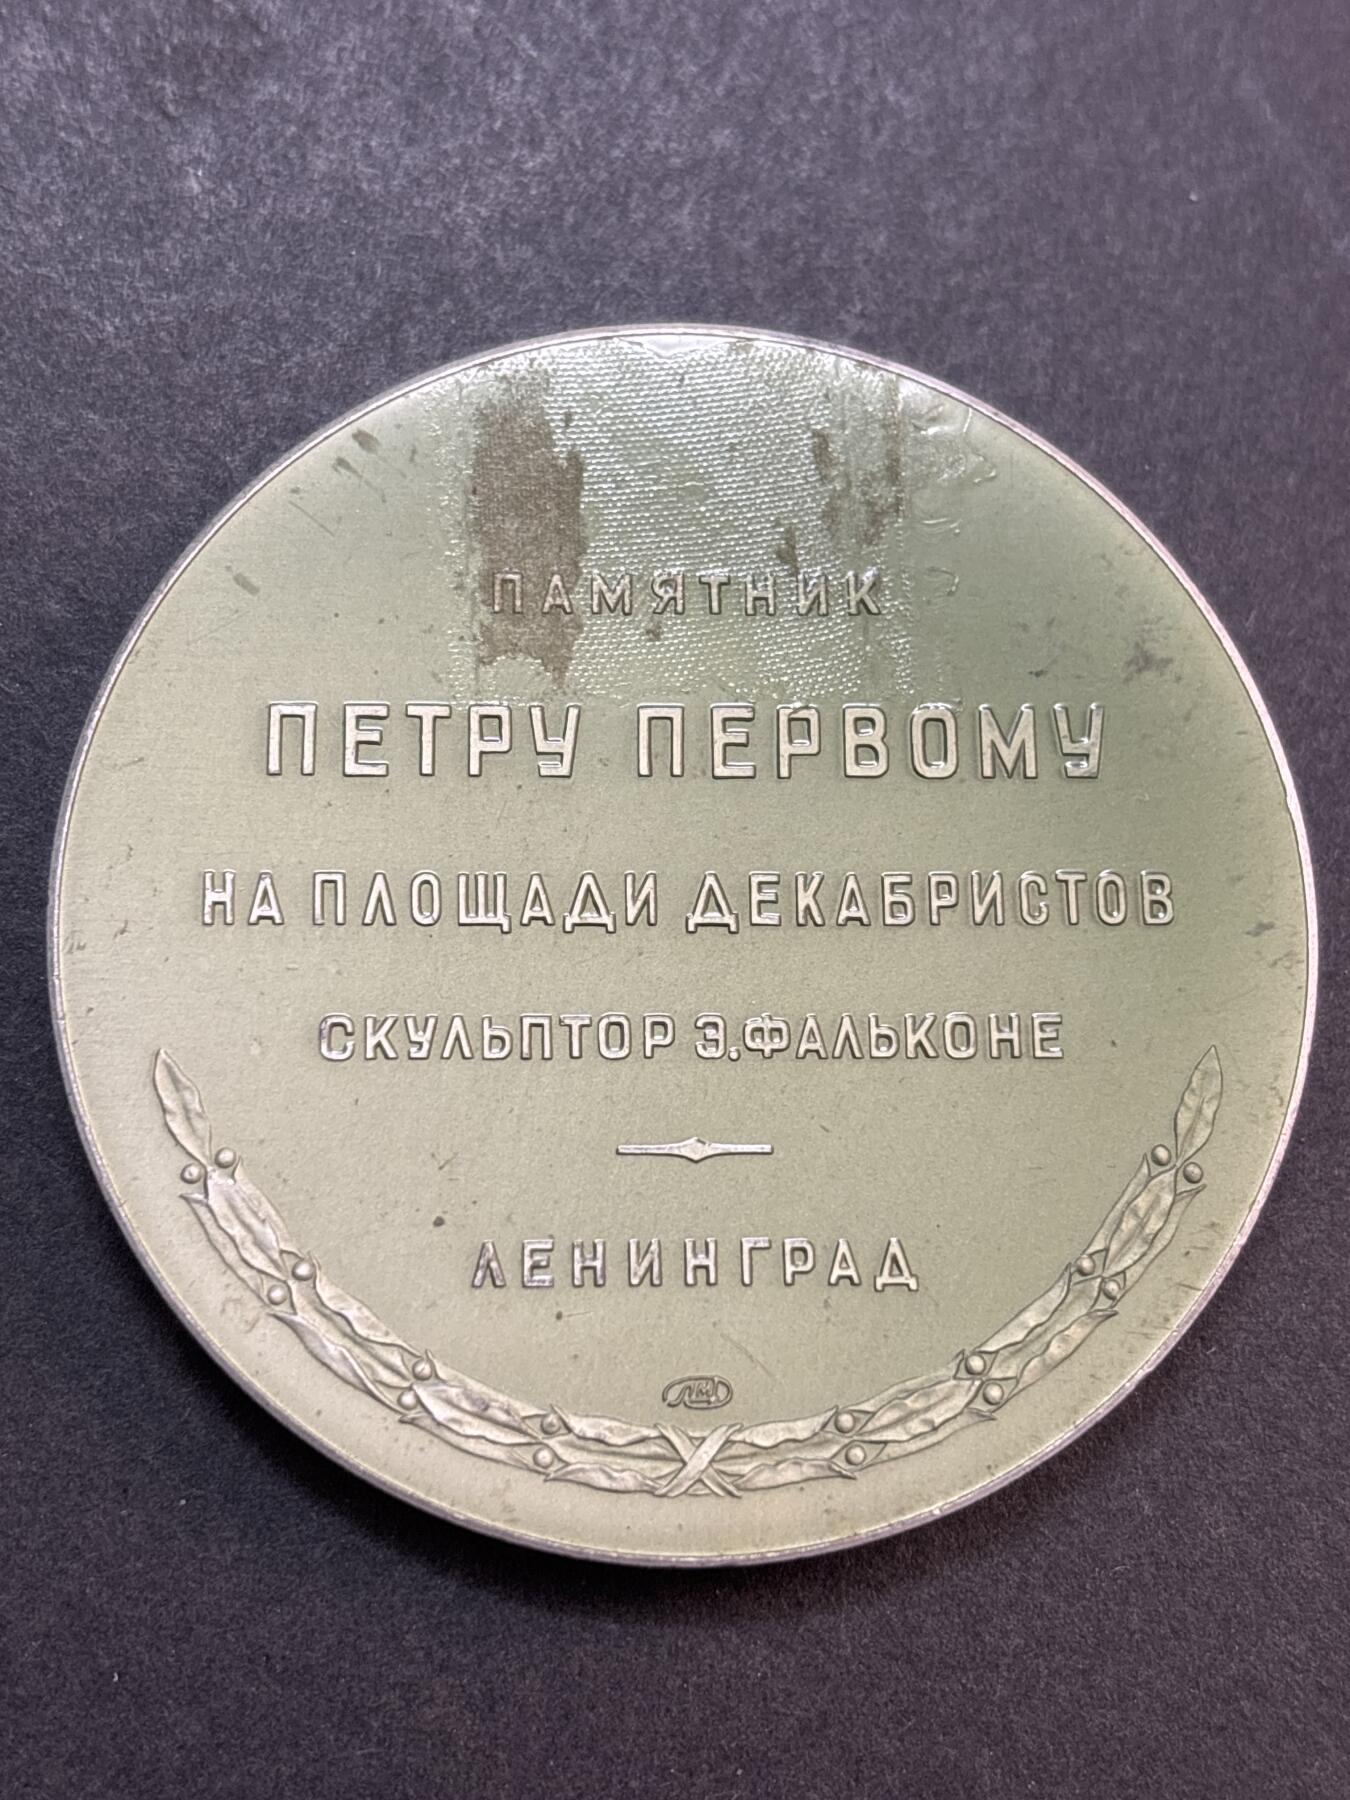 ПАМЯТНИК
ПЕТРУ ПЕРВОМУ
НА ПЛОЩАДИ ДЕКАБРИСТОВ
СКУЛЬПТОР Э.ФАЛЬКОНЕ
ЛЕНИНГРАД
ЛМД